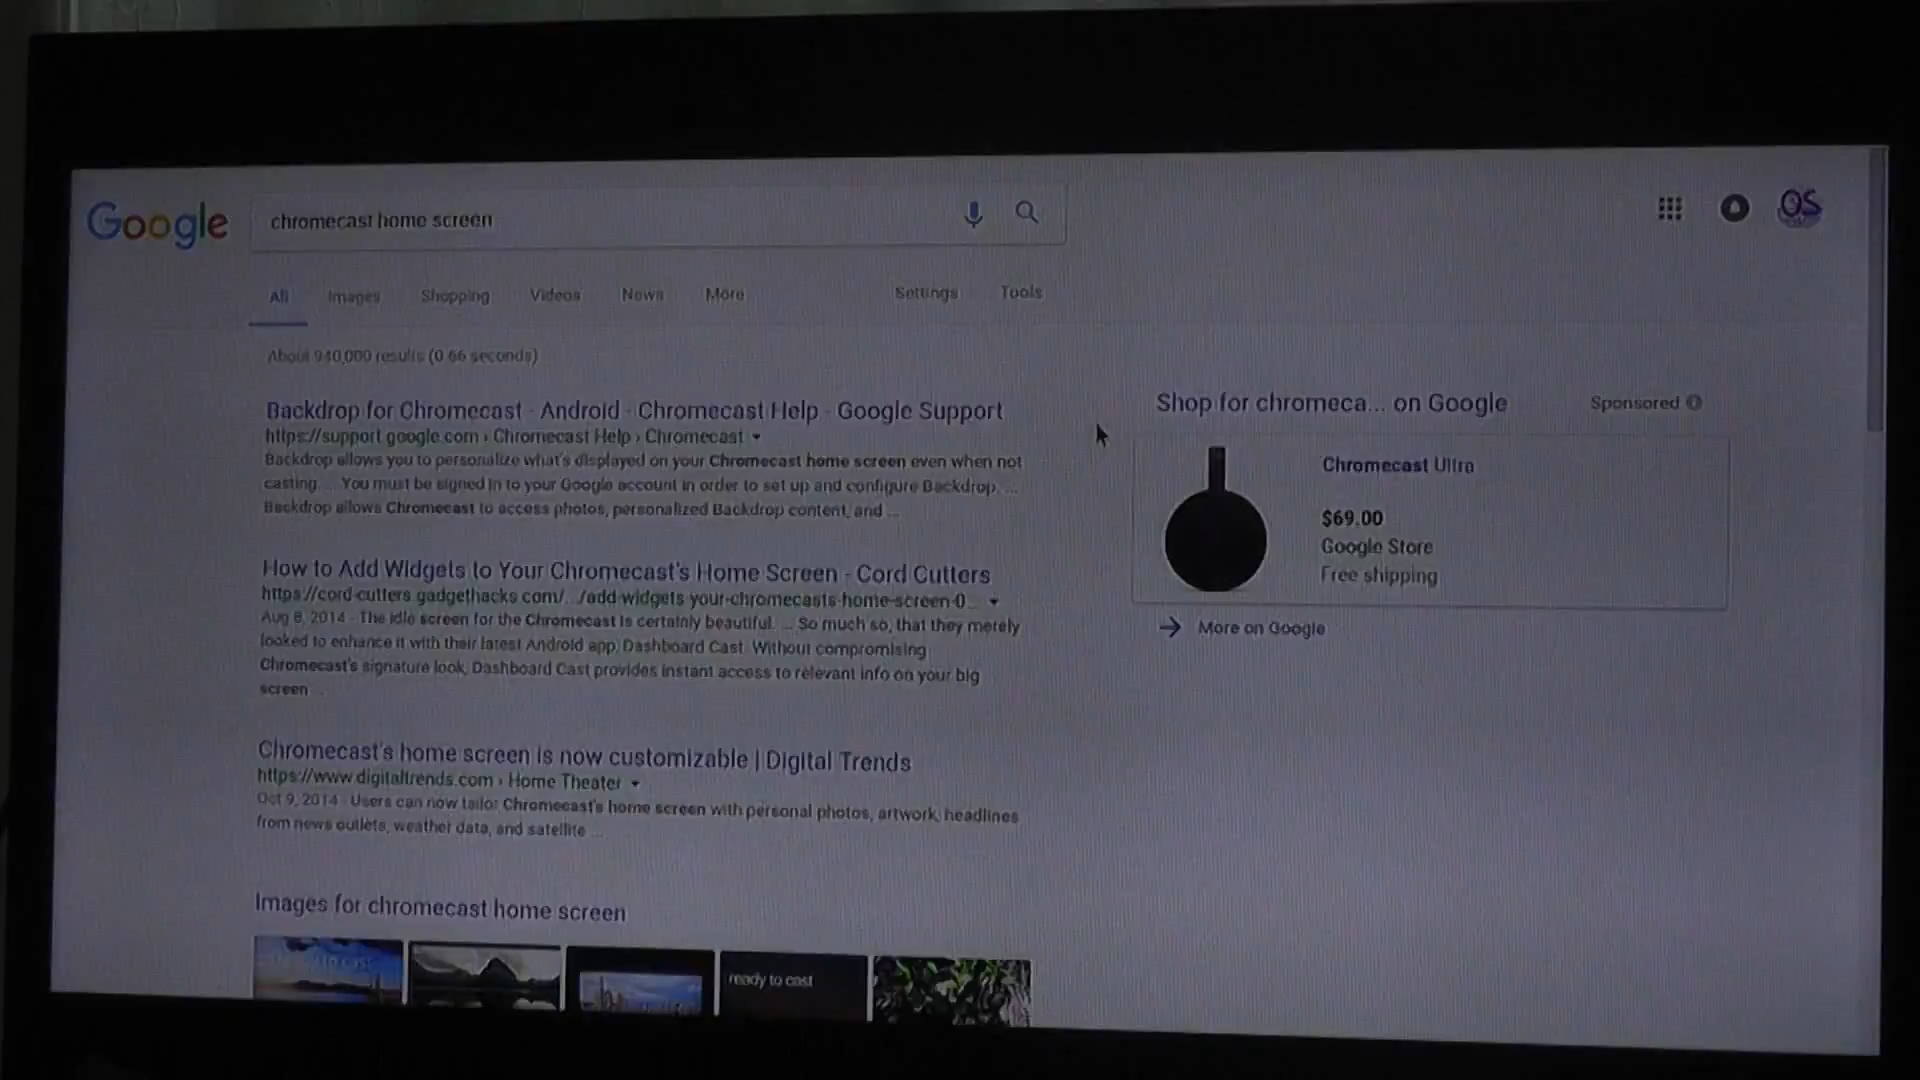 Google
chromecast home screen
OS
All Images Shopping Videos News More Settings Tools
About 940,000 results (0.66 seconds)
Backdrop for Chromecast - Android - Chromecast Help - Google Support
https://support.google.com › Chromecast Help › Chromecast
Backdrop allows you to personalize what's displayed on your Chromecast home screen even when not
casting. ... You must be signed in to your Google account in order to set up and configure Backdrop. ...
Backdrop allows Chromecast to access photos, personalized Backdrop content, and ...
How to Add Widgets to Your Chromecast's Home Screen - Cord Cutters
https://cord-cutters.gadgethacks.com/.../add-widgets-your-chromecasts-home-screen-0...
Aug 8, 2014 - The idle screen for the Chromecast is certainly beautiful. ... So much so, that they merely
looked to enhance it with their latest Android app, Dashboard Cast. Without compromising
Chromecast's signature look, Dashboard Cast provides instant access to relevant info on your big
screen ...
Chromecast's home screen is now customizable | Digital Trends
https://www.digitaltrends.com › Home Theater
Oct 9, 2014 - Users can now tailor Chromecast's home screen with personal photos, artwork, headlines
from news outlets, weather data, and satellite ...
Images for chromecast home screen
ready to cast
Shop for chromeca... on Google Sponsored
Chromecast Ultra
$69.00
Google Store
Free shipping
More on Google